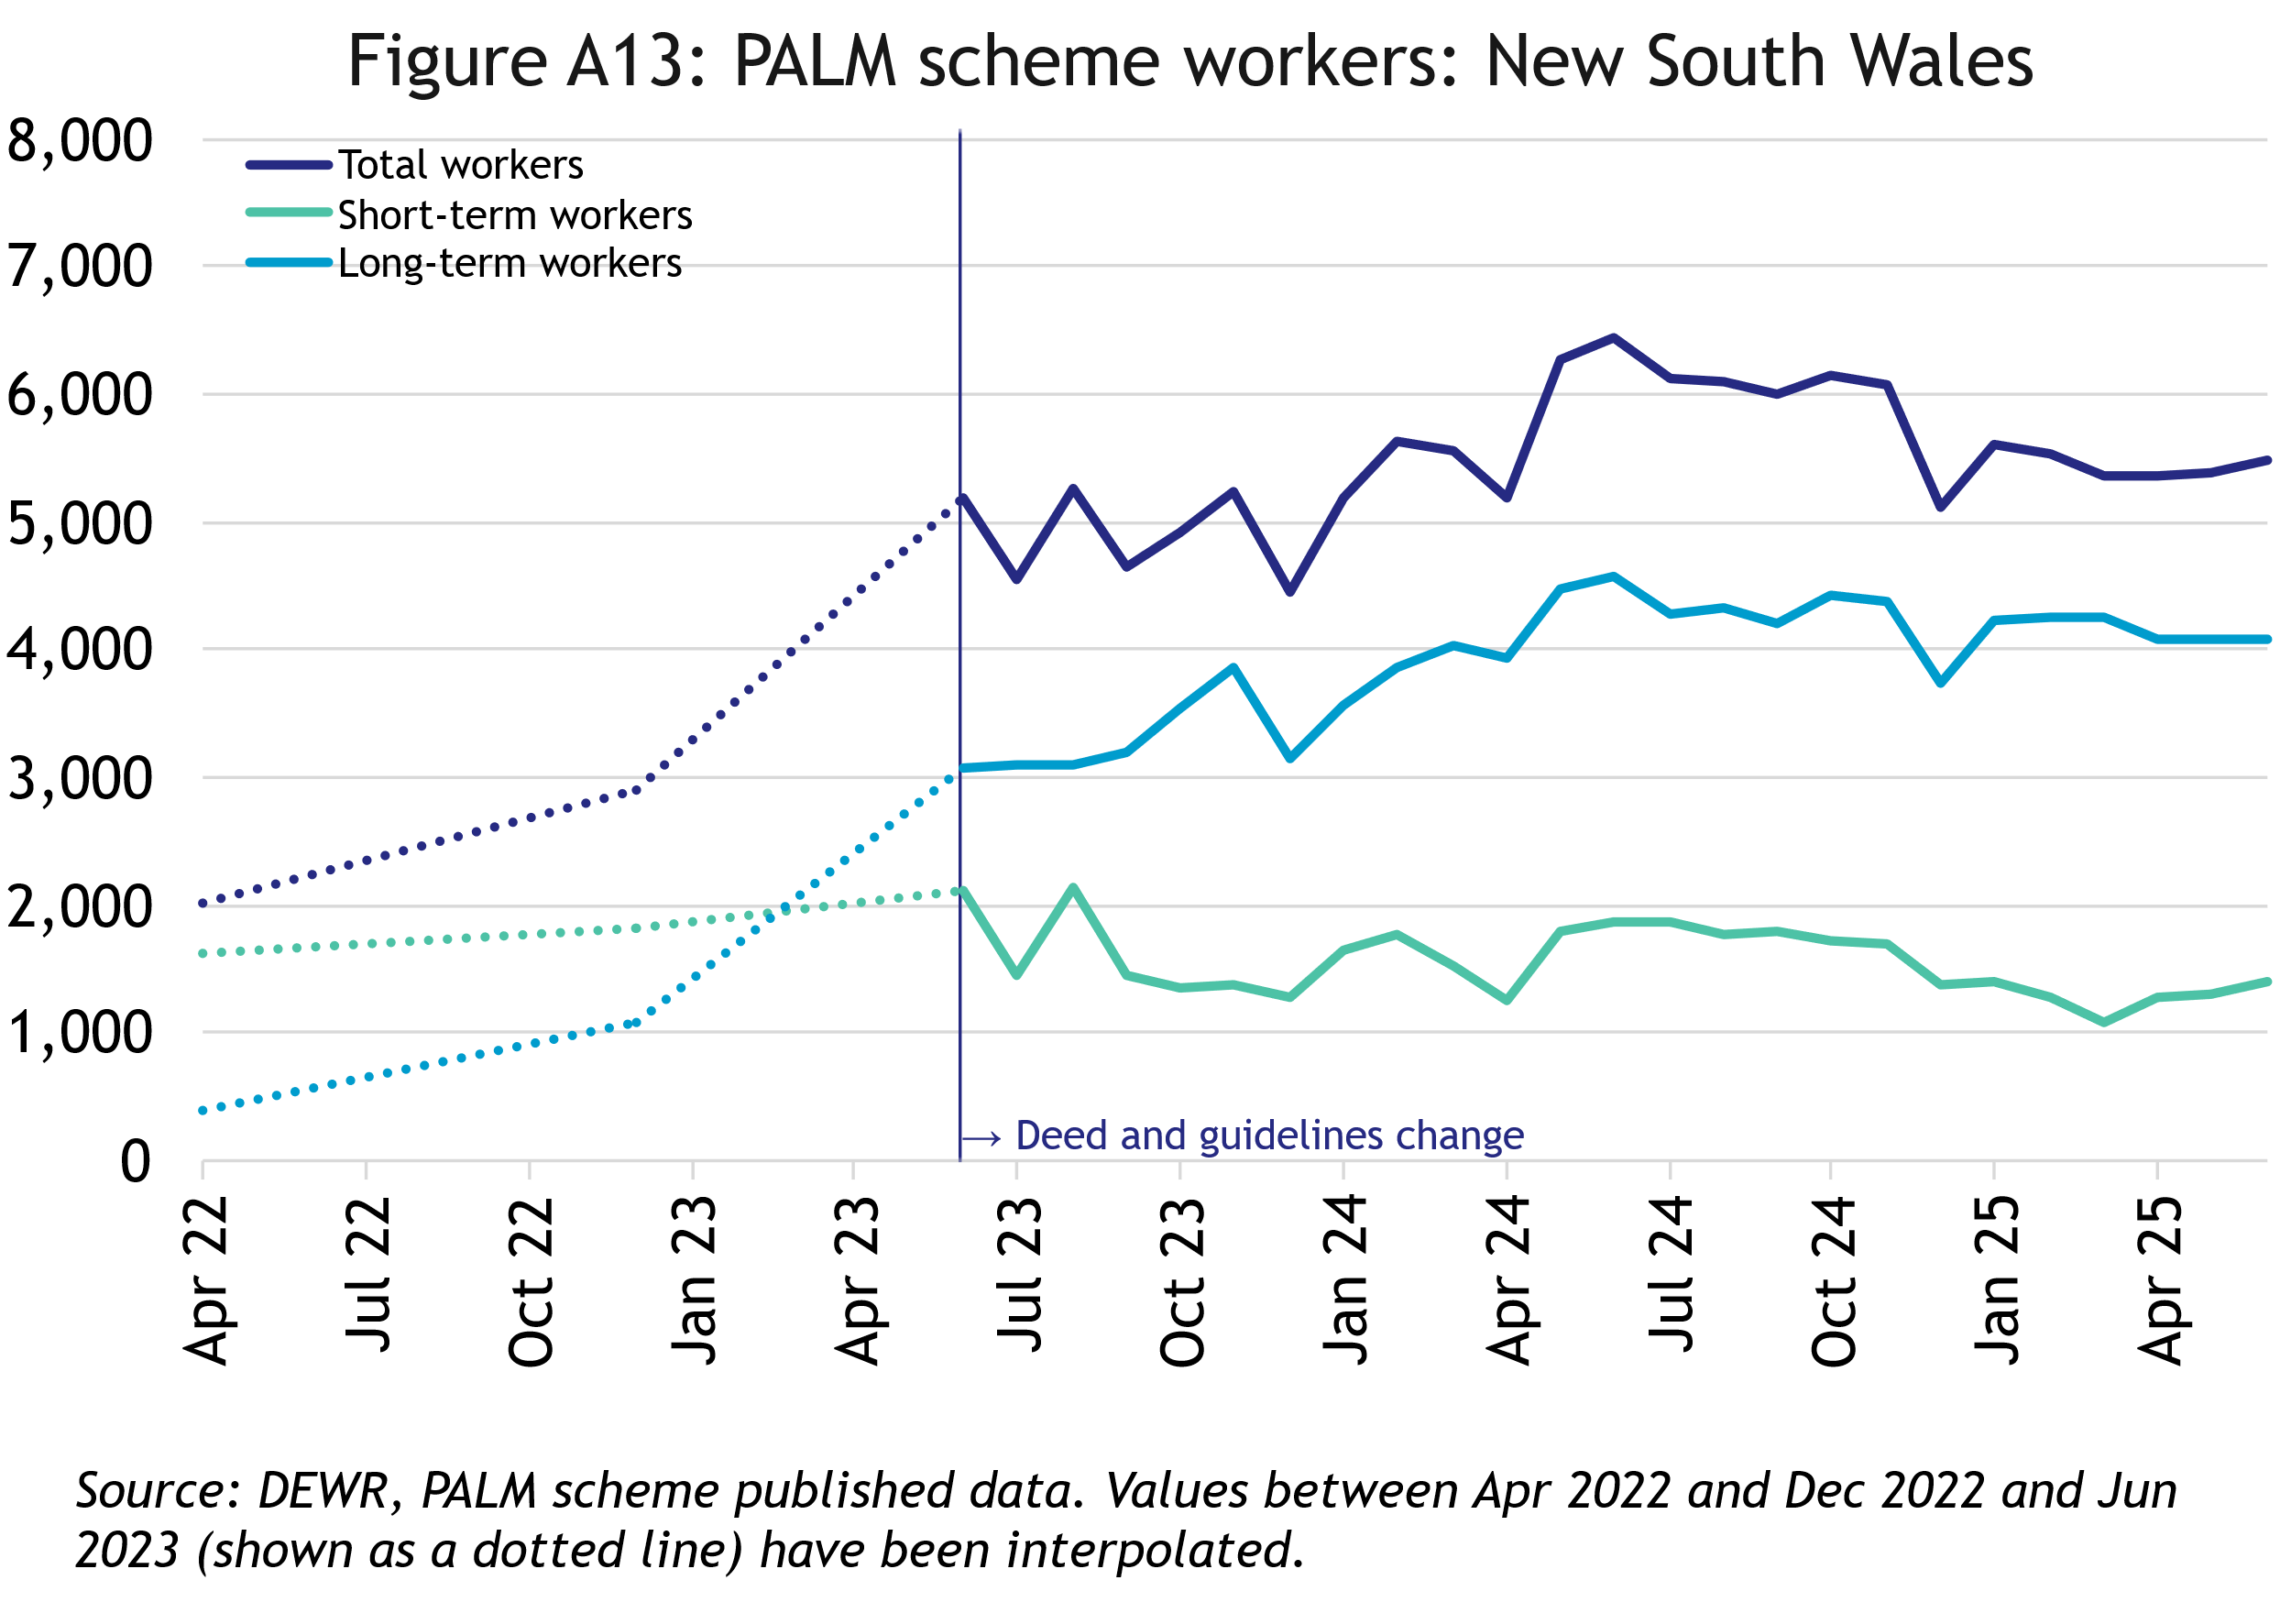 Figure A13: PALM scheme workers: New South Wales
8,000
Total workers
Short-term workers
7,000
Long-term workers
6,000
5,000
4,000
3,000
2,000
1,000
→ Deed and guidelines change
0
Apr 22
Jul 22
Oct 22
Jan 23
Apr 23
Jul 23
Oct 23
Jan 24
Apr 24
Jul 24
Oct 24
Jan 25
Apr 25
Source: DEWR, PALM scheme published data. Values between Apr 2022 and Dec 2022 and Jun
2023 (shown as a dotted line) have been interpolated.